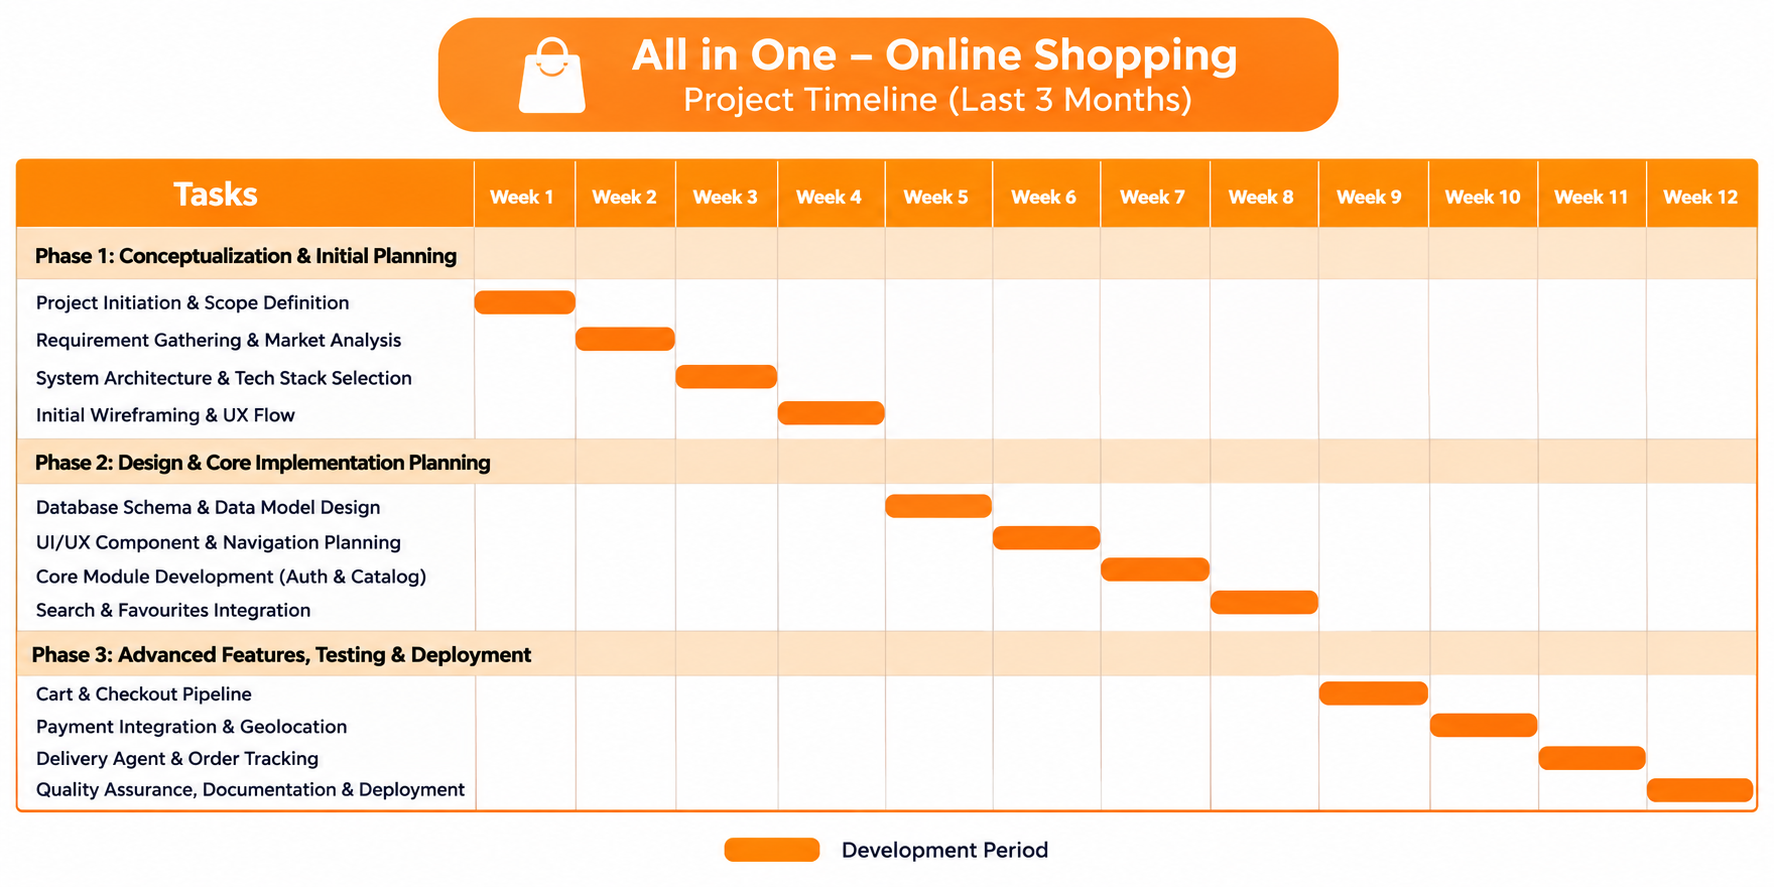 All in One – Online Shopping
Project Timeline (Last 3 Months)
Tasks Week 1 Week 2 Week 3 Week 4 Week 5 Week 6 Week 7 Week 8 Week 9 Week 10 Week 11 Week 12
Phase 1: Conceptualization & Initial Planning
Project Initiation & Scope Definition
Requirement Gathering & Market Analysis
System Architecture & Tech Stack Selection
Initial Wireframing & UX Flow
Phase 2: Design & Core Implementation Planning
Database Schema & Data Model Design
UI/UX Component & Navigation Planning
Core Module Development (Auth & Catalog)
Search & Favourites Integration
Phase 3: Advanced Features, Testing & Deployment
Cart & Checkout Pipeline
Payment Integration & Geolocation
Delivery Agent & Order Tracking
Quality Assurance, Documentation & Deployment
Development Period